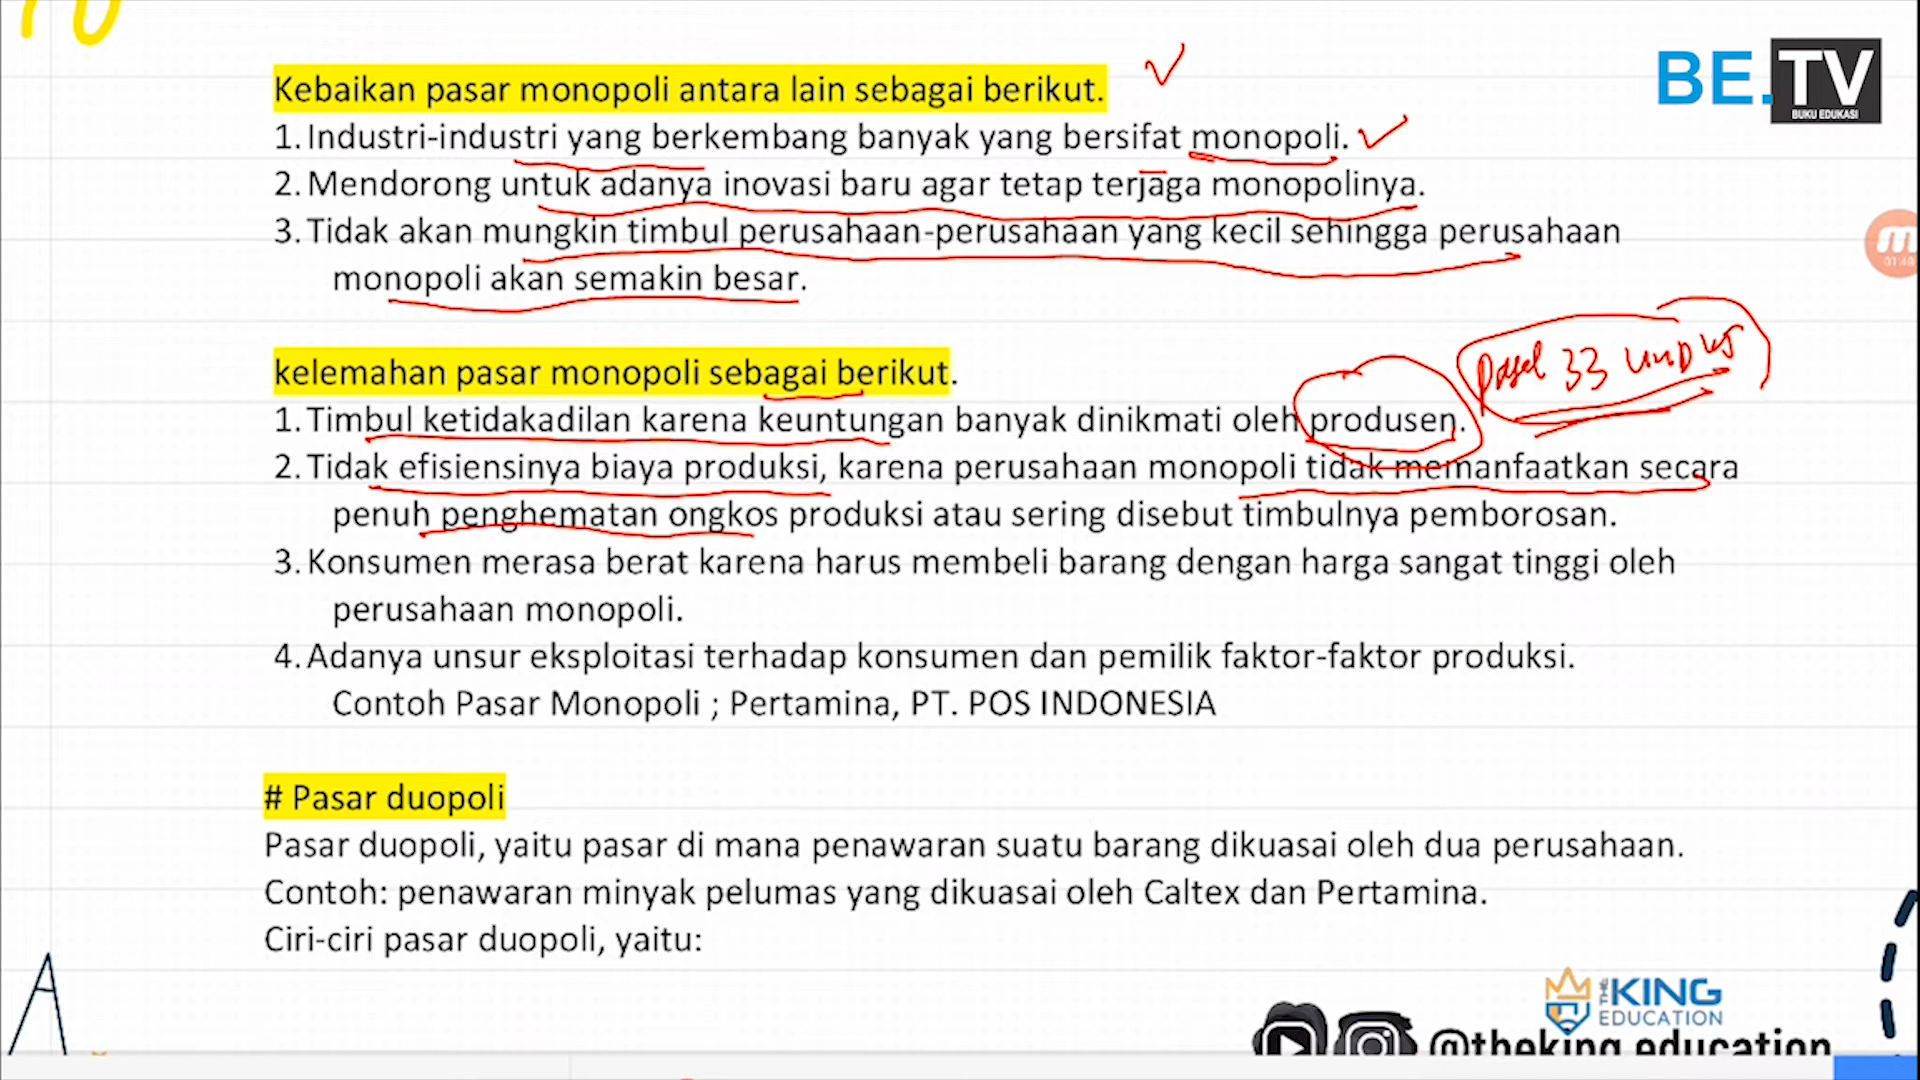 BE.TV
BUKU EDUKASI
Kebaikan pasar monopoli antara lain sebagai berikut.
1. Industri-industri yang berkembang banyak yang bersifat monopoli.
2. Mendorong untuk adanya inovasi baru agar tetap terjaga monopolinya.
3. Tidak akan mungkin timbul perusahaan-perusahaan yang kecil sehingga perusahaan
monopoli akan semakin besar.
01:49
Pasal 33 UUD 45
kelemahan pasar monopoli sebagai berikut.
1. Timbul ketidakadilan karena keuntungan banyak dinikmati oleh produsen.
2. Tidak efisiensinya biaya produksi, karena perusahaan monopoli tidak memanfaatkan secara
penuh penghematan ongkos produksi atau sering disebut timbulnya pemborosan.
3. Konsumen merasa berat karena harus membeli barang dengan harga sangat tinggi oleh
perusahaan monopoli.
4. Adanya unsur eksploitasi terhadap konsumen dan pemilik faktor-faktor produksi.
Contoh Pasar Monopoli ; Pertamina, PT. POS INDONESIA
# Pasar duopoli
Pasar duopoli, yaitu pasar di mana penawaran suatu barang dikuasai oleh dua perusahaan.
Contoh: penawaran minyak pelumas yang dikuasai oleh Caltex dan Pertamina.
Ciri-ciri pasar duopoli, yaitu:
A
THE KING
EDUCATION
@theking.education